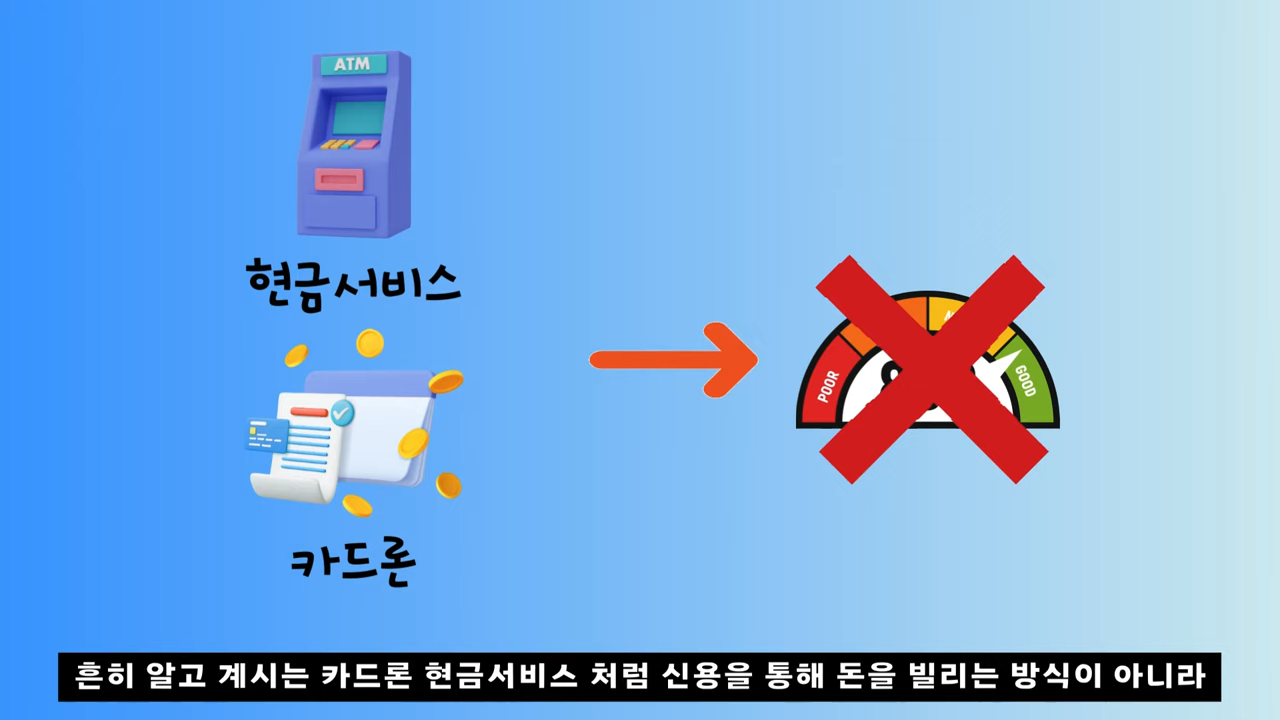 ATM
현금서비스
카드론
POOR
GOOD
흔히 알고 계시는 카드론 현금서비스 처럼 신용을 통해 돈을 빌리는 방식이 아니라